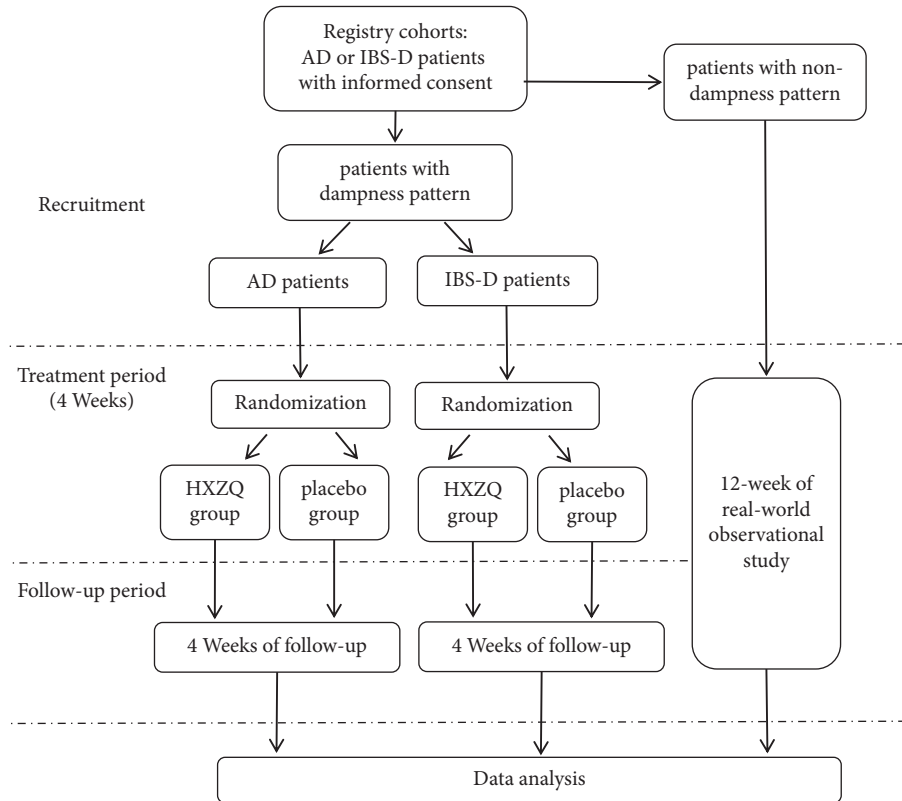 Registry cohorts:
AD or IBS-D patients
with informed consent
patients with non-
dampness pattern
patients with
dampness pattern
Recruitment
AD patients
IBS-D patients
Treatment period
(4 Weeks)
Randomization
Randomization
HXZQ
group
placebo
group
HXZQ
group
placebo
group
12-week of
real-world
observational
study
Follow-up period
4 Weeks of follow-up
4 Weeks of follow-up
Data analysis